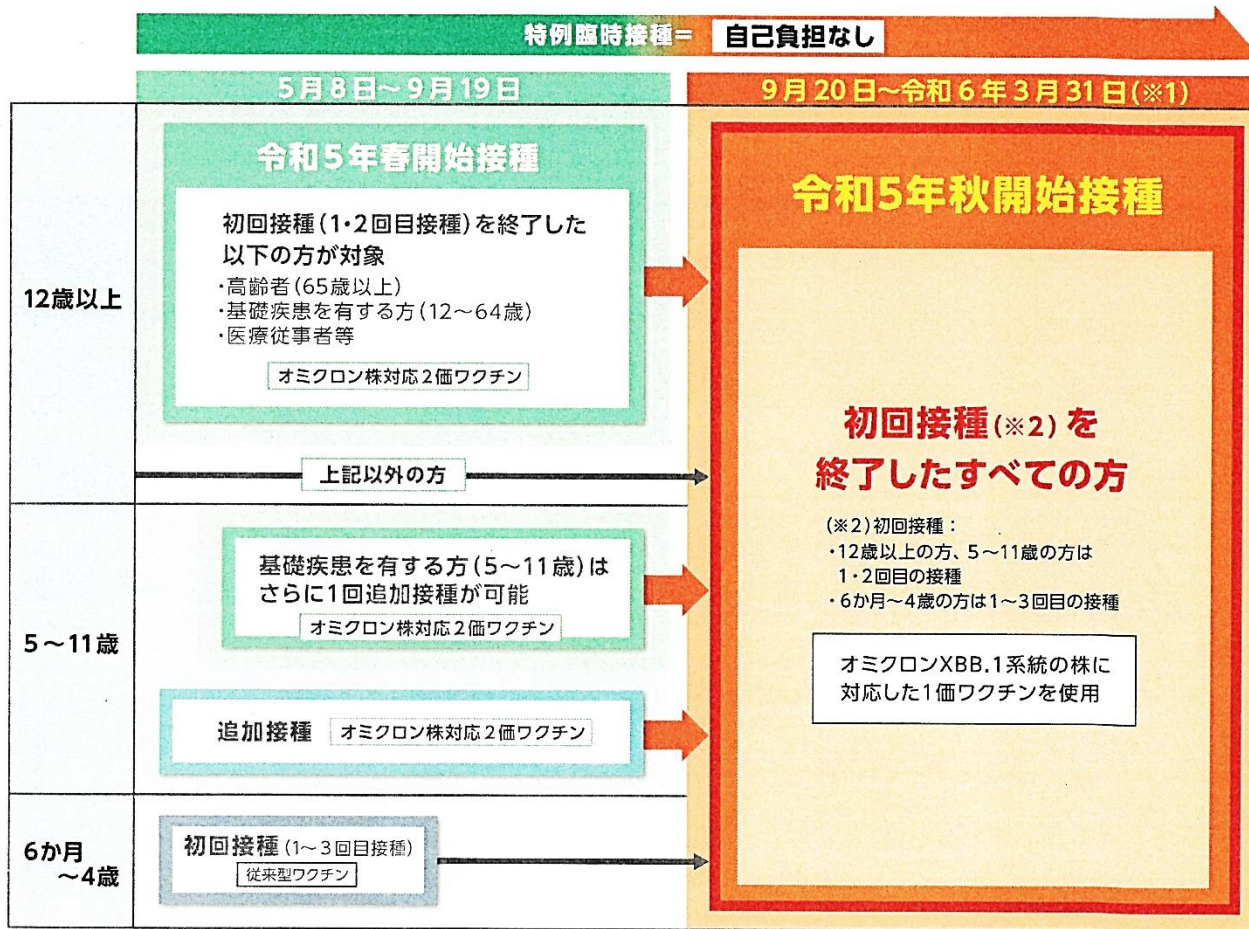 特例臨時接種= 自己負担なし
5月8日~9月19日
9月20日~令和6年3月31日(※1)
12歳以上
令和5年春開始接種
初回接種(1・2回目接種)を終了した
以下の方が対象
・高齢者(65歳以上)
・基礎疾患を有する方(12~64歳)
・医療従事者等
オミクロン株対応2価ワクチン
上記以外の方
5~11歳
基礎疾患を有する方(5~11歳)は
さらに1回追加接種が可能
オミクロン株対応2価ワクチン
追加接種 オミクロン株対応2価ワクチン
6か月
~4歳
初回接種(1~3回目接種)
従来型ワクチン
令和5年秋開始接種
初回接種(※2)を
終了したすべての方
(※2)初回接種:
・12歳以上の方、5~11歳の方は
1・2回目の接種
・6か月~4歳の方は1~3回目の接種
オミクロンXBB.1系統の株に
対応した1価ワクチンを使用